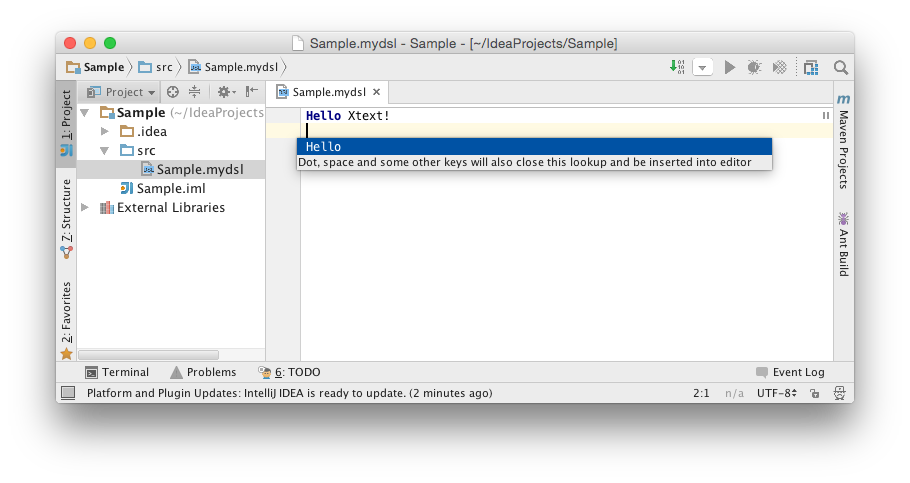 Sample.mydsl - Sample - [~/IdeaProjects/Sample]
Sample src Sample.mydsl
1: Project
Z: Structure
2: Favorites
Project
Sample (~/IdeaProjects
.idea
src
Sample.mydsl
Sample.iml
External Libraries
Sample.mydsl
Hello Xtext!
Hello
Dot, space and some other keys will also close this lookup and be inserted into editor
m
Maven Projects
Ant Build
Terminal Problems 6: TODO Event Log
Platform and Plugin Updates: IntelliJ IDEA is ready to update. (2 minutes ago) 2:1 n/a UTF-8